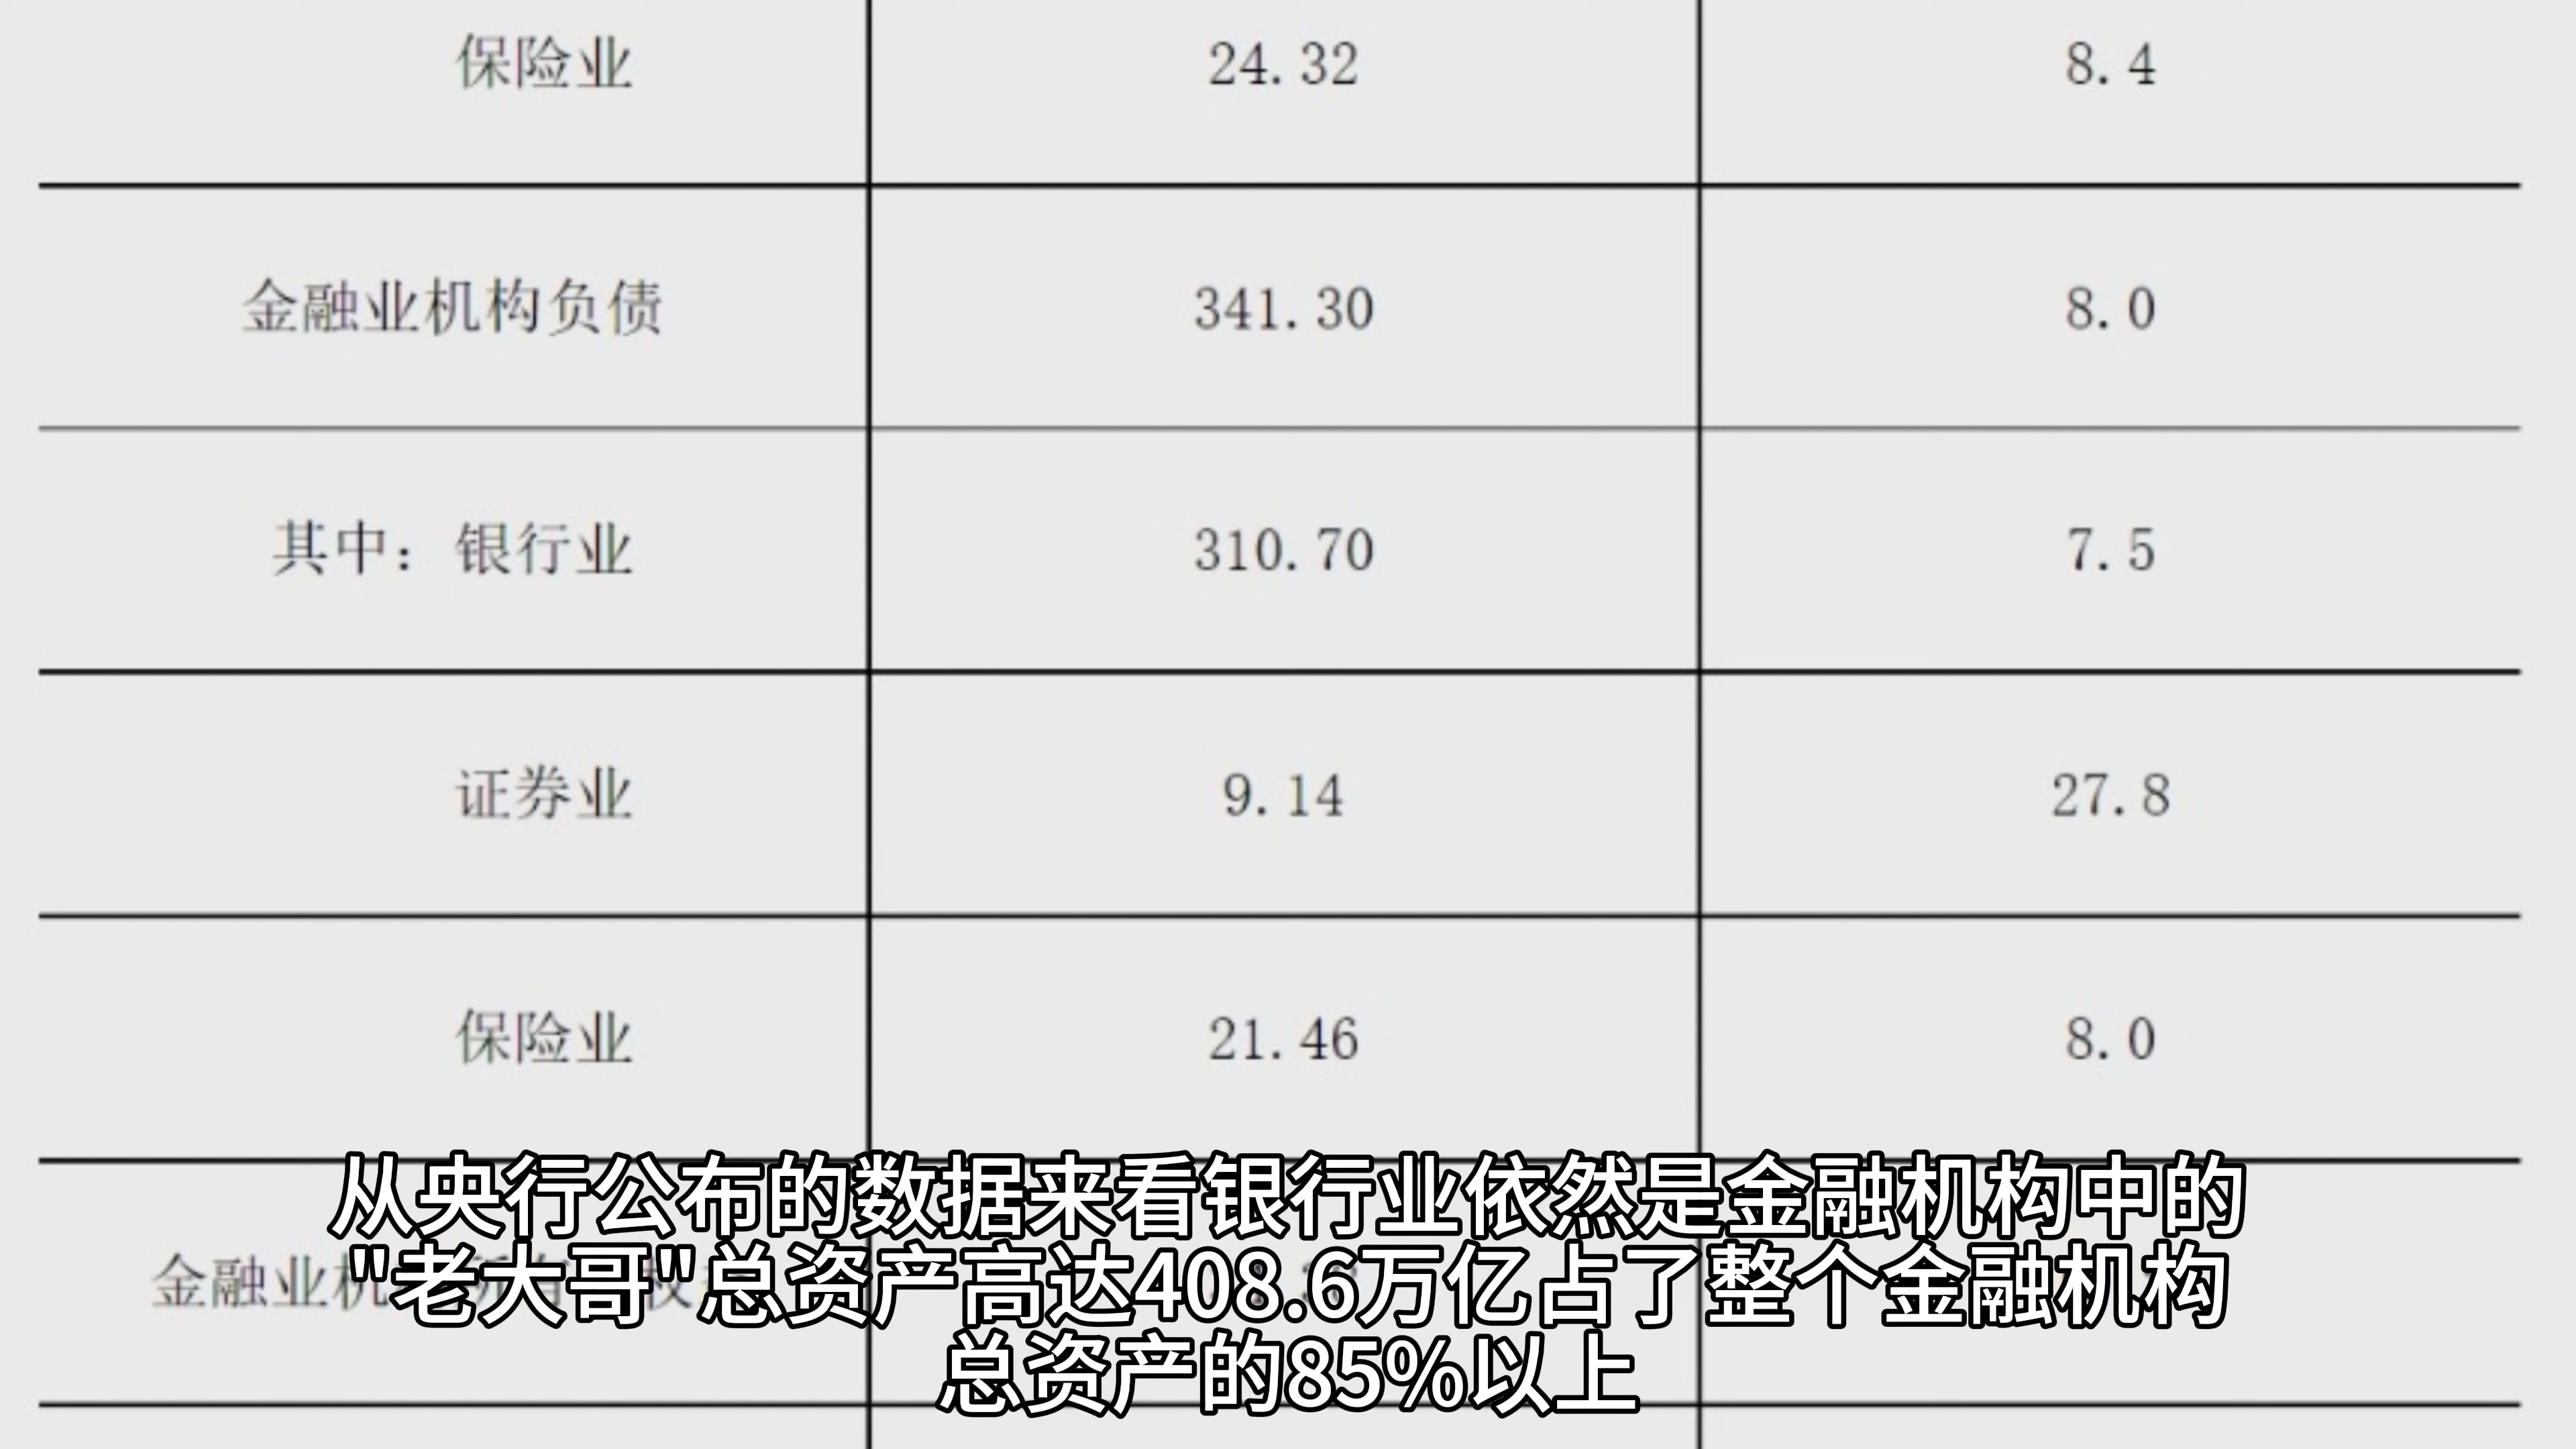 保险业 24.32 8.4
金融业机构负债 341.30 8.0
其中：银行业 310.70 7.5
证券业 9.14 27.8
保险业 21.46 8.0
金融业机
从央行公布的数据来看银行业依然是金融机构中的
"老大哥"总资产高达408.6万亿占了整个金融机构
总资产的85%以上